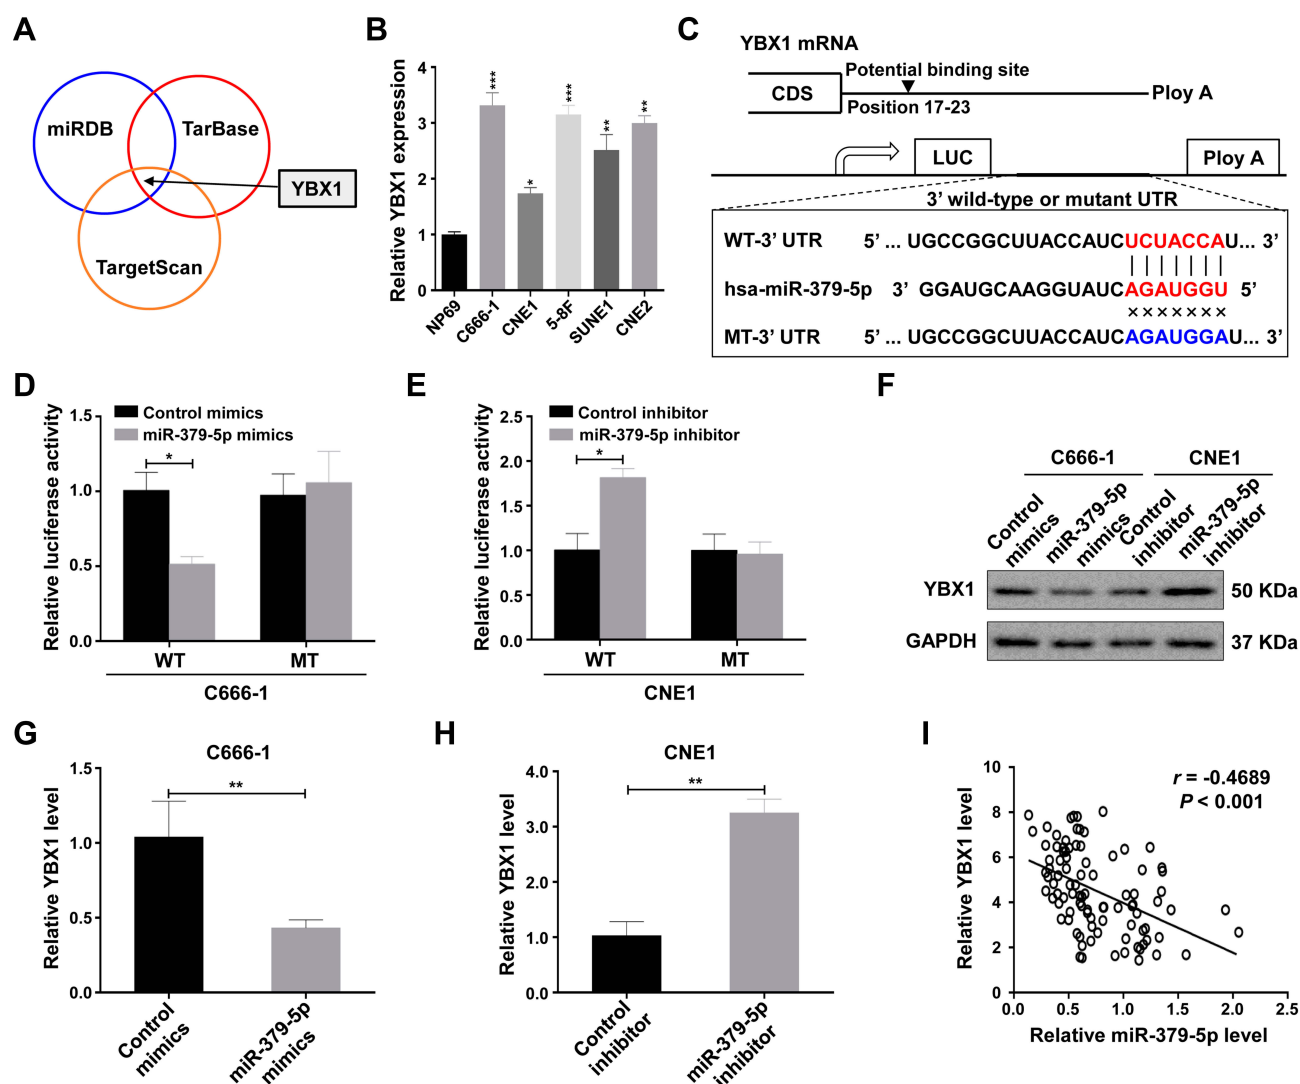 A
miRDB
TarBase
YBX1
TargetScan
B
Relative YBX1 expression
4
3
2
1
0
***
*
***
**
**
NP69
C666-1
CNE1
5-8F
SUNE1
CNE2
C
YBX1 mRNA
Potential binding site
CDS
Ploy A
Position 17-23
LUC
Ploy A
3’ wild-type or mutant UTR
WT-3’ UTR 5’ ... UGCCGGCUUACCAUCUCUACCAU... 3’
hsa-miR-379-5p 3’ GGAUGCAAGGUAUCAGAUGGU 5’
×××××××
MT-3’ UTR 5’ ... UGCCGGCUUACCAUCAGAUGGAU... 3’
D
Relative luciferase activity
Control mimics
miR-379-5p mimics
1.5
1.0
0.5
0.0
*
WT MT
C666-1
E
Relative luciferase activity
Control inhibitor
miR-379-5p inhibitor
2.5
2.0
1.5
1.0
0.5
0.0
*
WT MT
CNE1
F
C666-1 CNE1
Control
mimics
miR-379-5p
mimics
Control
inhibitor
miR-379-5p
inhibitor
YBX1 50 KDa
GAPDH 37 KDa
G
C666-1
Relative YBX1 level
1.5
1.0
0.5
0.0
**
Control
mimics
miR-379-5p
mimics
H
CNE1
Relative YBX1 level
4.0
3.0
2.0
1.0
0.0
**
Control
inhibitor
miR-379-5p
inhibitor
I
Relative YBX1 level
10
8
6
4
2
0
r = -0.4689
P < 0.001
0.0 0.5 1.0 1.5 2.0 2.5
Relative miR-379-5p level